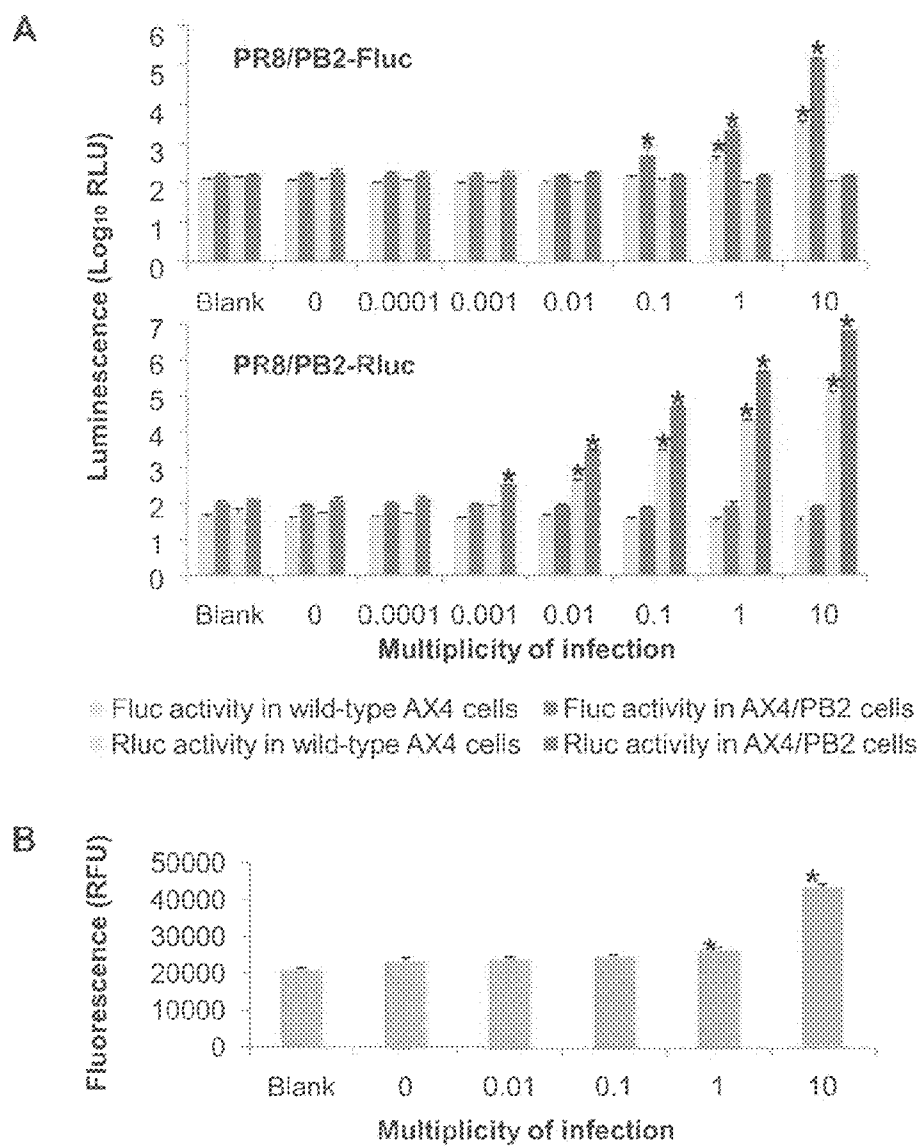 A
PR8/PB2-Fluc
Luminescence (Log10 RLU)
6
5
4
3
2
1
0
Blank 0 0.0001 0.001 0.01 0.1 1 10
PR8/PB2-Rluc
7
6
5
4
3
2
1
0
Blank 0 0.0001 0.001 0.01 0.1 1 10
Multiplicity of infection
Fluc activity in wild-type AX4 cells Fluc activity in AX4/PB2 cells
Rluc activity in wild-type AX4 cells Rluc activity in AX4/PB2 cells
B
Fluorescence (RFU)
50000
40000
30000
20000
10000
0
Blank 0 0.01 0.1 1 10
Multiplicity of infection